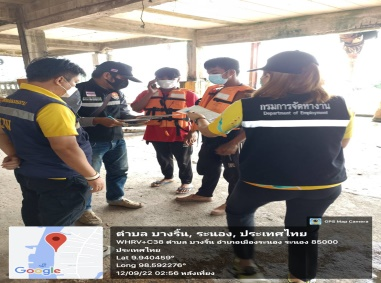 กรมการจัดหางาน
Department of Employment
GPS Map Camera
ตำบล บางริ้น, ระนอง, ประเทศไทย
WHRV+C38 ตำบล บางริ้น อำเภอเมืองระนอง ระนอง 85000
ประเทศไทย
Lat 9.940459°
Long 98.592276°
12/09/22 02:56 หลังเที่ยง
Google